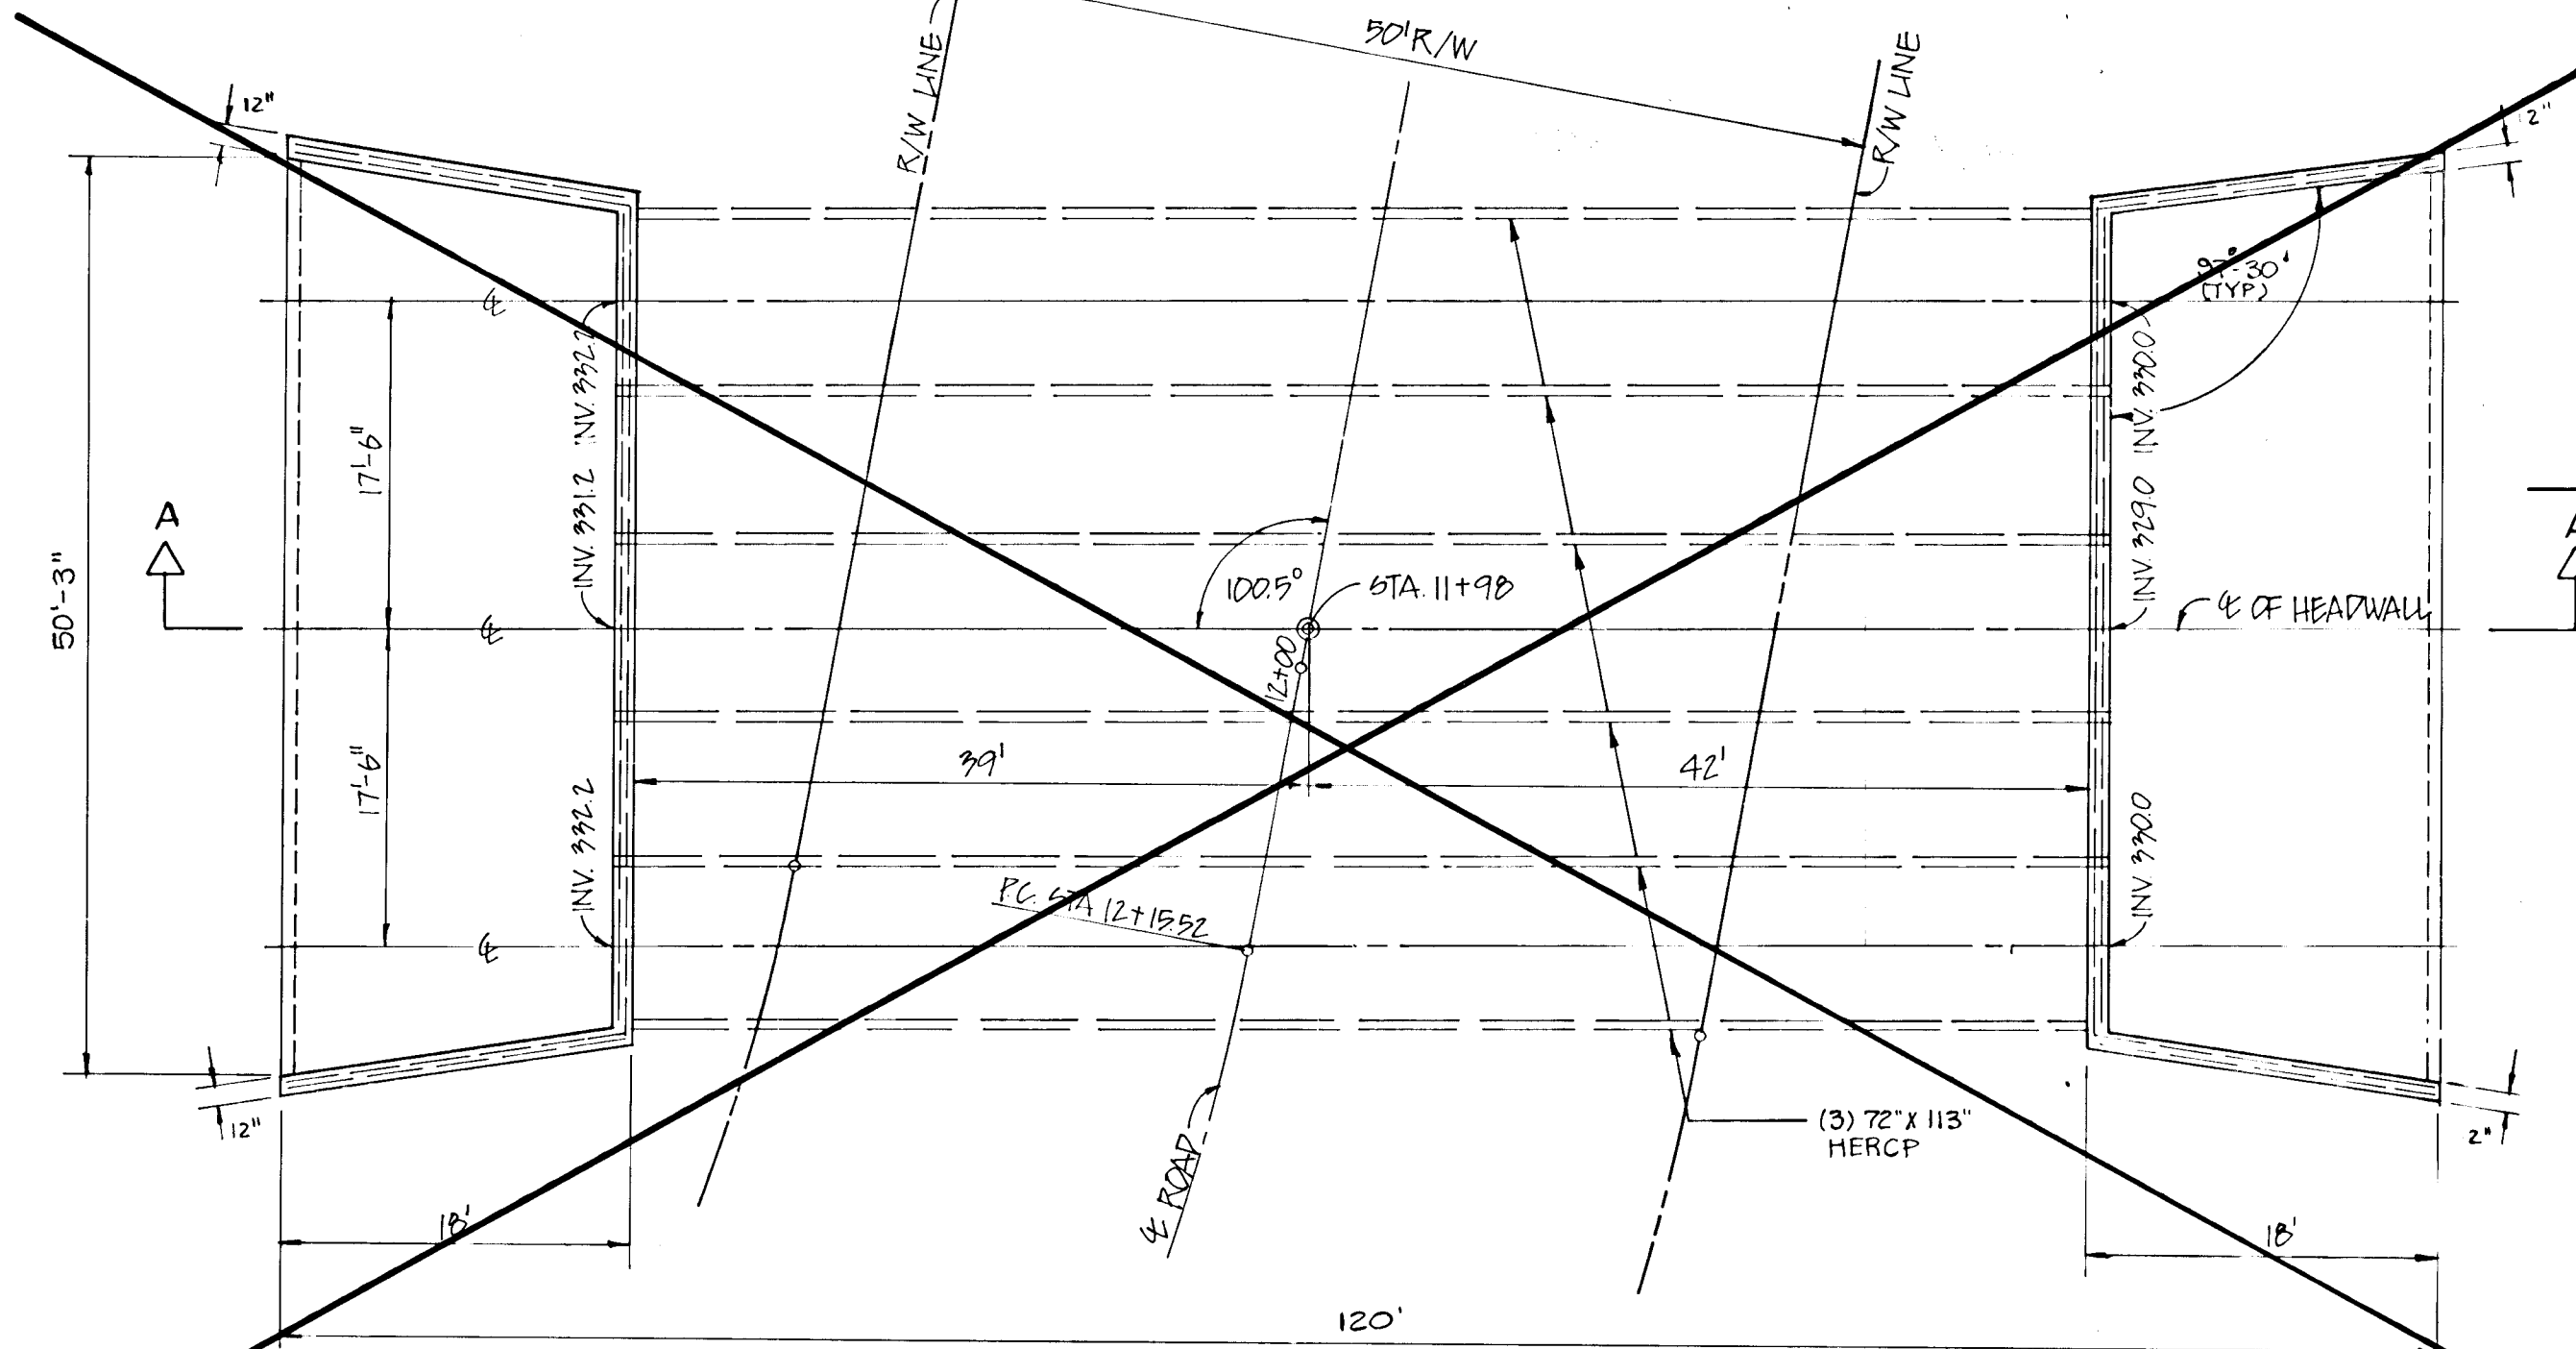 50' R/W
R/W LINE
R/W LINE
12"
2"
97°-30'
(TYP)
℄
INV. 332.2
INV. 330.0
17'-6"
A
INV. 331.2
INV. 329.0
50'-3"
100.5°
STA. 11+98
℄ OF HEADWALL
℄
12+00
39'
42'
17'-6"
INV. 332.2
INV. 330.0
P.C. STA 12+15.52
℄
(3) 72" X 113"
HERCP
12"
2"
℄ ROAD
18'
18'
120'